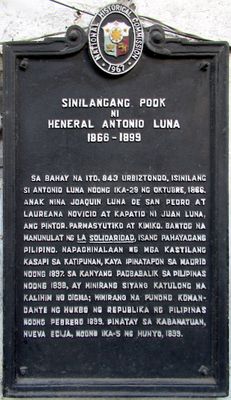 NATIONAL HISTORICAL COMMISSION
1967
SINILANGANG POOK
NI
HENERAL ANTONIO LUNA
1866-1899
SA BAHAY NA ITO, 843 URBIZTONDO, ISINILANG
SI ANTONIO LUNA NOONG IKA-29 NG OKTUBRE, 1866.
ANAK NINA JOAQUIN LUNA DE SAN PEDRO AT
LAUREANA NOVICIO AT KAPATID NI JUAN LUNA,
ANG PINTOR. PARMASYUTIKO AT KIMIKO. BANTOG NA
MANUNULAT NG LA SOLIDARIDAD, ISANG PAHAYAGANG
PILIPINO. NAPAGHINALAAN NG MGA KASTILANG
KASAPI SA KATIPUNAN, KAYA IPINATAPON SA MADRID
NOONG 1897. SA KANYANG PAGBABALIK SA PILIPINAS
NOONG 1898, AY HINIRANG SIYANG KATULONG NA
KALIHIM NG DIGMA; HINIRANG NA PUNONG KOMAN-
DANTE NG HUKBO NG REPUBLIKA NG PILIPINAS
NOONG PEBRERO 1899. PINATAY SA KABANATUAN,
NUEVA ECIJA, NOONG IKA-5 NG HUNYO, 1899.